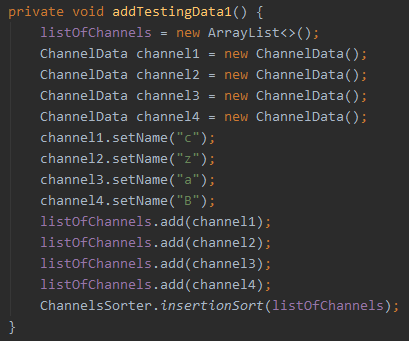 private void addTestingData1() {
    listOfChannels = new ArrayList<>();
    ChannelData channel1 = new ChannelData();
    ChannelData channel2 = new ChannelData();
    ChannelData channel3 = new ChannelData();
    ChannelData channel4 = new ChannelData();
    channel1.setName("c");
    channel2.setName("z");
    channel3.setName("a");
    channel4.setName("B");
    listOfChannels.add(channel1);
    listOfChannels.add(channel2);
    listOfChannels.add(channel3);
    listOfChannels.add(channel4);
    ChannelsSorter.insertionSort(listOfChannels);
}